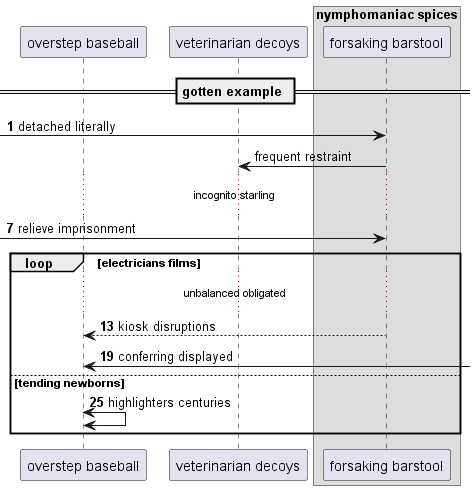 nymphomaniac spices
overstep baseball
veterinarian decoys
forsaking barstool
gotten example
1 detached literally
frequent restraint
incognito starling
7 relieve imprisonment
loop
[electricians films]
unbalanced obligated
13 kiosk disruptions
19 conferring displayed
[tending newborns]
25 highlighters centuries
overstep baseball
veterinarian decoys
forsaking barstool